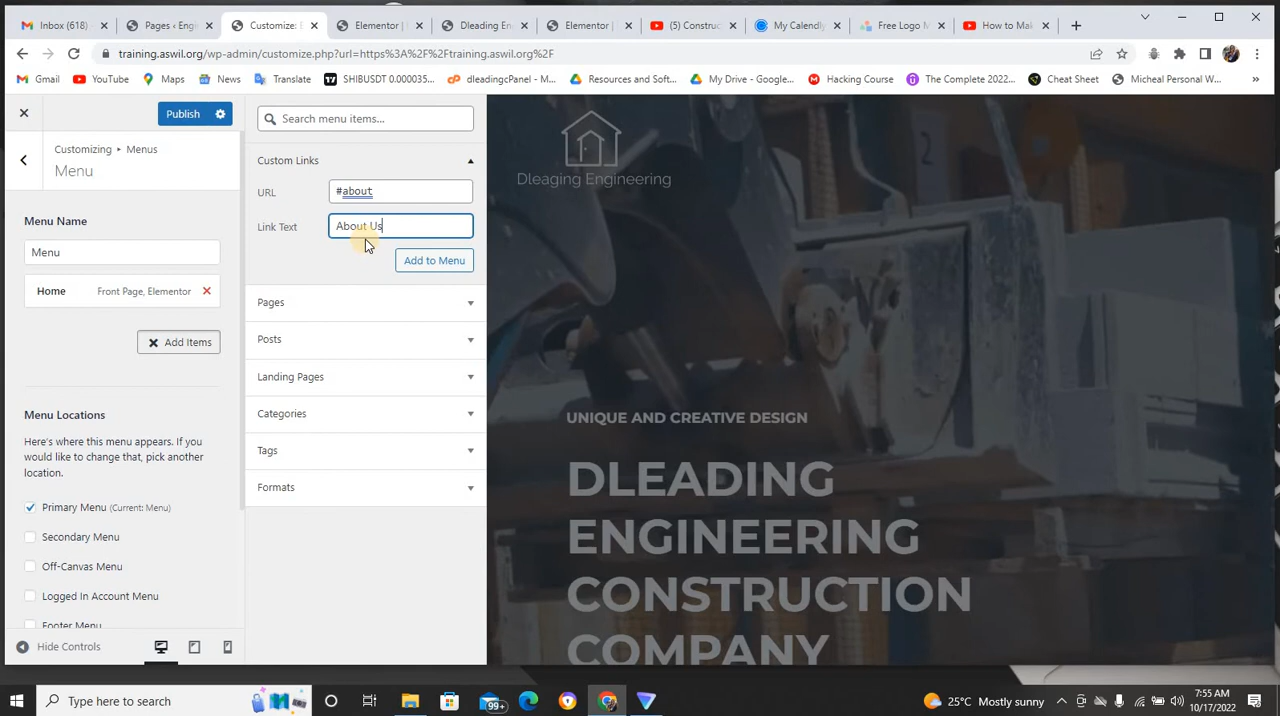 Inbox (618)
Pages ‹ Engi
Customize:
Elementor |
Dleading En
Elementor |
(5) Construc
My Calendly
Free Logo M
How to Mak
training.aswil.org/wp-admin/customize.php?url=https%3A%2F%2Ftraining.aswil.org%2F
Gmail
YouTube
Maps
News
Translate
SHIBUSDT 0.000035...
dleadingcPanel - M...
Resources and Soft...
My Drive - Google...
Hacking Course
The Complete 2022...
Cheat Sheet
Micheal Personal W...
Publish
Customizing ▸ Menus
Menu
Menu Name
Menu
Home Front Page, Elementor
Add Items
Menu Locations
Here's where this menu appears. If you
would like to change that, pick another
location.
Primary Menu (Current: Menu)
Secondary Menu
Off-Canvas Menu
Logged In Account Menu
Footer Menu
Hide Controls
Search menu items...
Custom Links
URL #about
Link Text About Us
Add to Menu
Pages
Posts
Landing Pages
Categories
Tags
Formats
Dleaging Engineering
UNIQUE AND CREATIVE DESIGN
DLEADING
ENGINEERING
CONSTRUCTION
COMPANY
Type here to search
99+
25°C Mostly sunny
7:55 AM
10/17/2022